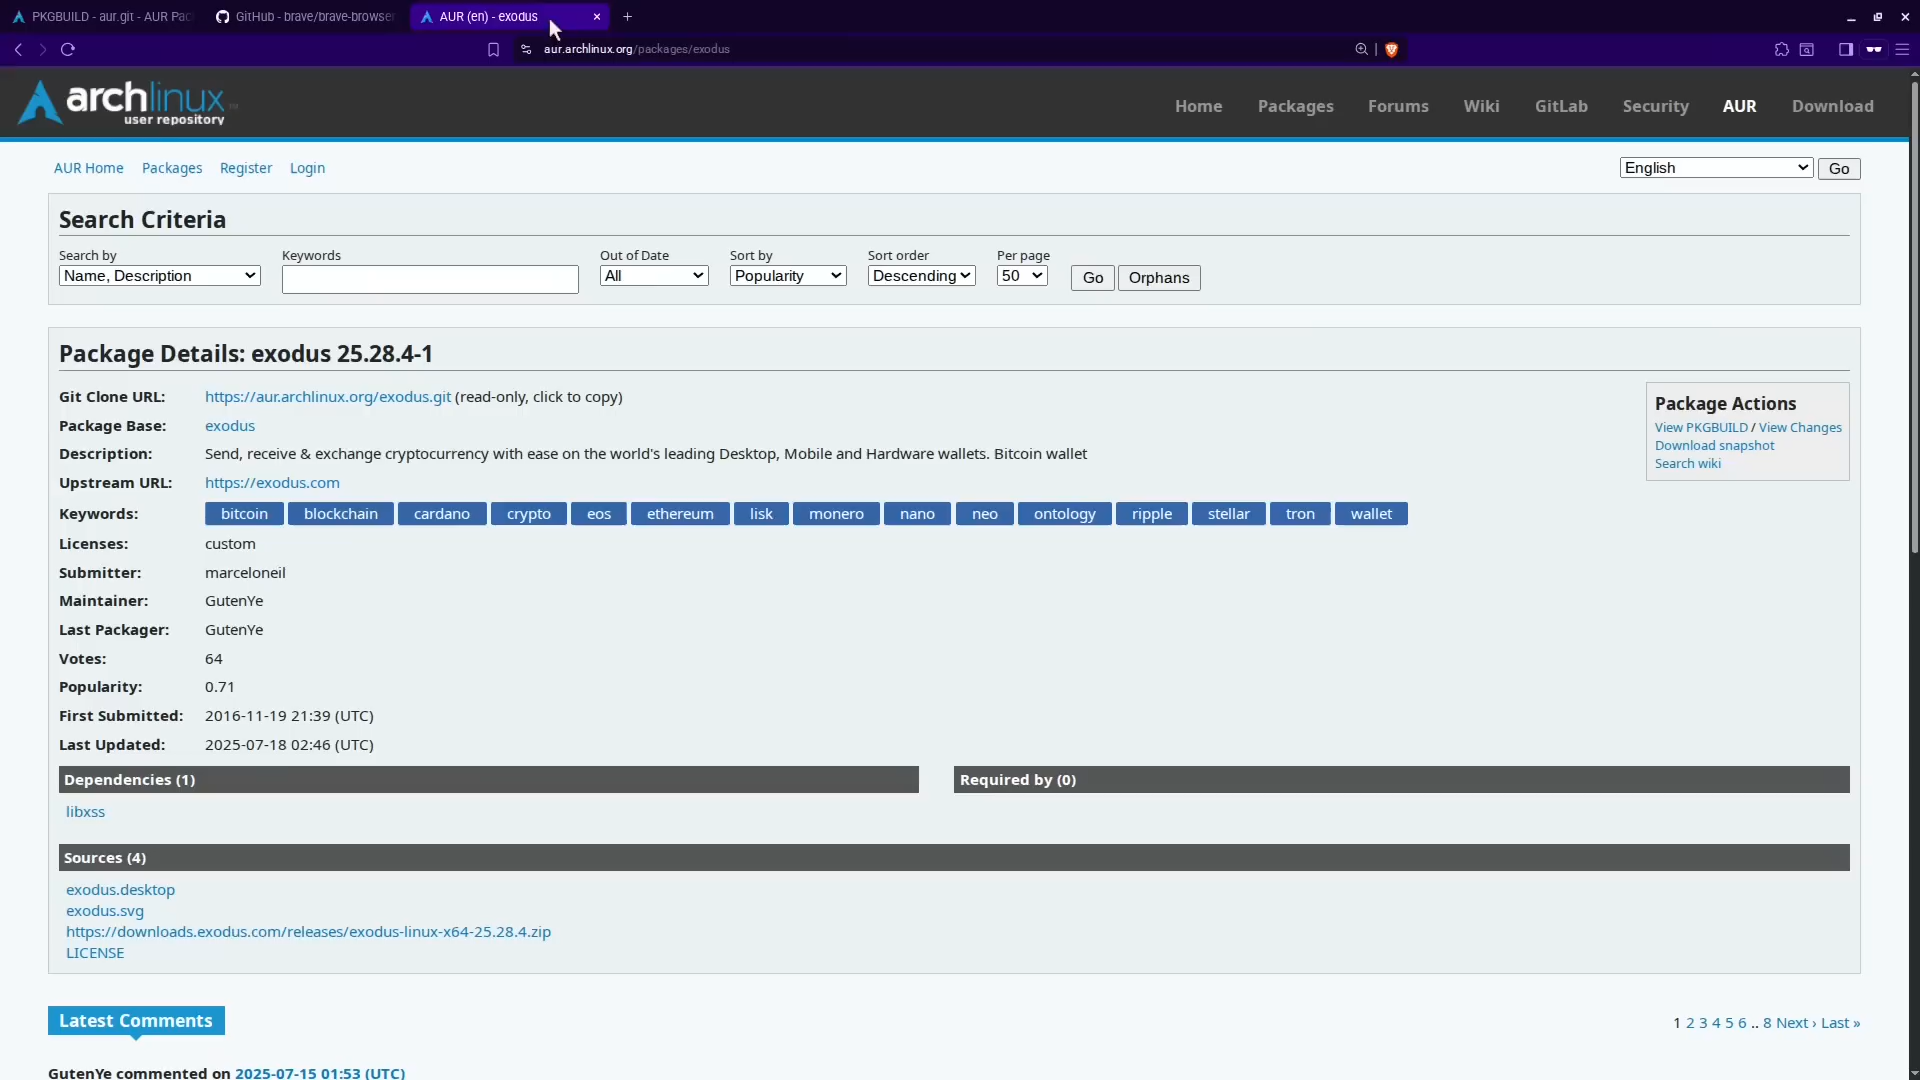 PKGBUILD - aur.git - AUR Pac
GitHub - brave/brave-browser
AUR (en) - exodus
aur.archlinux.org/packages/exodus
archlinux
user repository
Home
Packages
Forums
Wiki
GitLab
Security
AUR
Download
AUR Home
Packages
Register
Login
English
Go
Search Criteria
Search by
Keywords
Out of Date
Sort by
Sort order
Per page
Name, Description
All
Popularity
Descending
50
Go
Orphans
Package Details: exodus 25.28.4-1
Git Clone URL: https://aur.archlinux.org/exodus.git (read-only, click to copy)
Package Base: exodus
Description: Send, receive & exchange cryptocurrency with ease on the world's leading Desktop, Mobile and Hardware wallets. Bitcoin wallet
Upstream URL: https://exodus.com
Keywords: bitcoin blockchain cardano crypto eos ethereum lisk monero nano neo ontology ripple stellar tron wallet
Licenses: custom
Submitter: marceloneil
Maintainer: GutenYe
Last Packager: GutenYe
Votes: 64
Popularity: 0.71
First Submitted: 2016-11-19 21:39 (UTC)
Last Updated: 2025-07-18 02:46 (UTC)
Package Actions
View PKGBUILD / View Changes
Download snapshot
Search wiki
Dependencies (1)
libxss
Required by (0)
Sources (4)
exodus.desktop
exodus.svg
https://downloads.exodus.com/releases/exodus-linux-x64-25.28.4.zip
LICENSE
Latest Comments
1 2 3 4 5 6 .. 8 Next › Last »
GutenYe commented on 2025-07-15 01:53 (UTC)